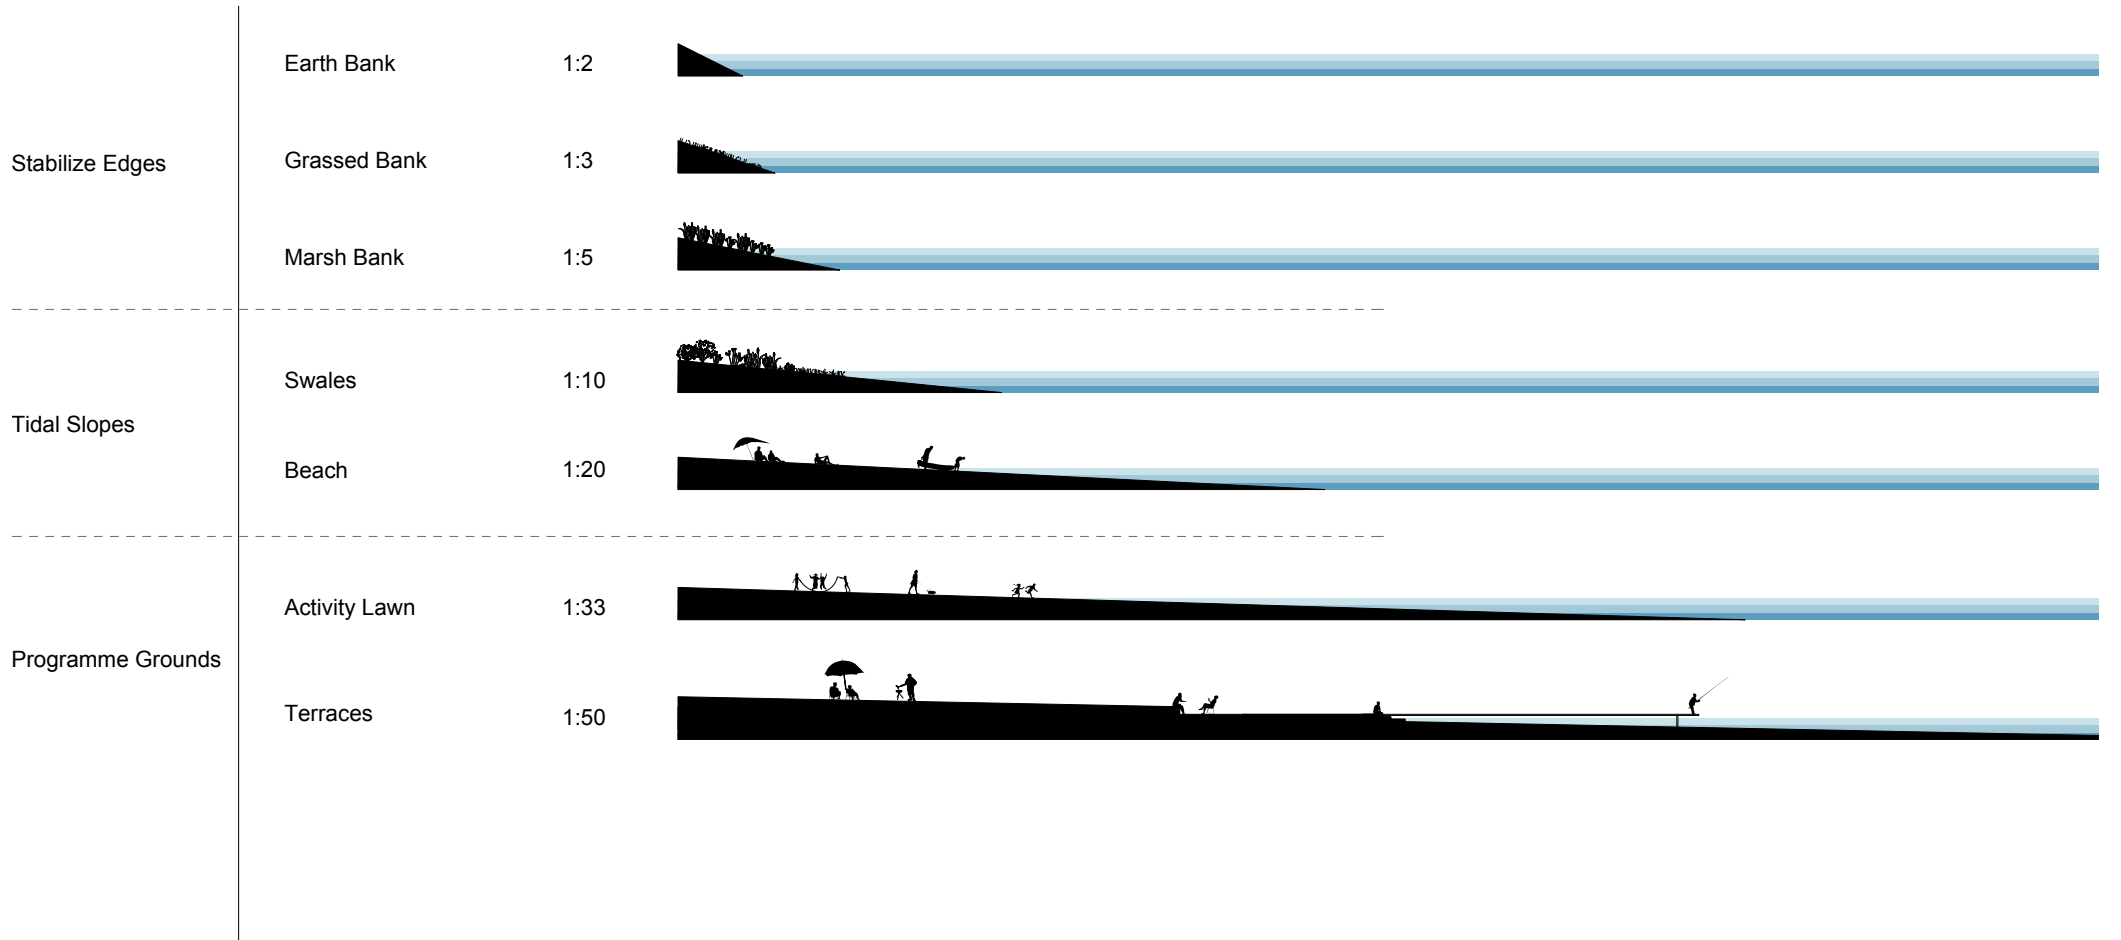 Stabilize Edges
Earth Bank 1:2
Grassed Bank 1:3
Marsh Bank 1:5
Tidal Slopes
Swales 1:10
Beach 1:20
Programme Grounds
Activity Lawn 1:33
Terraces 1:50